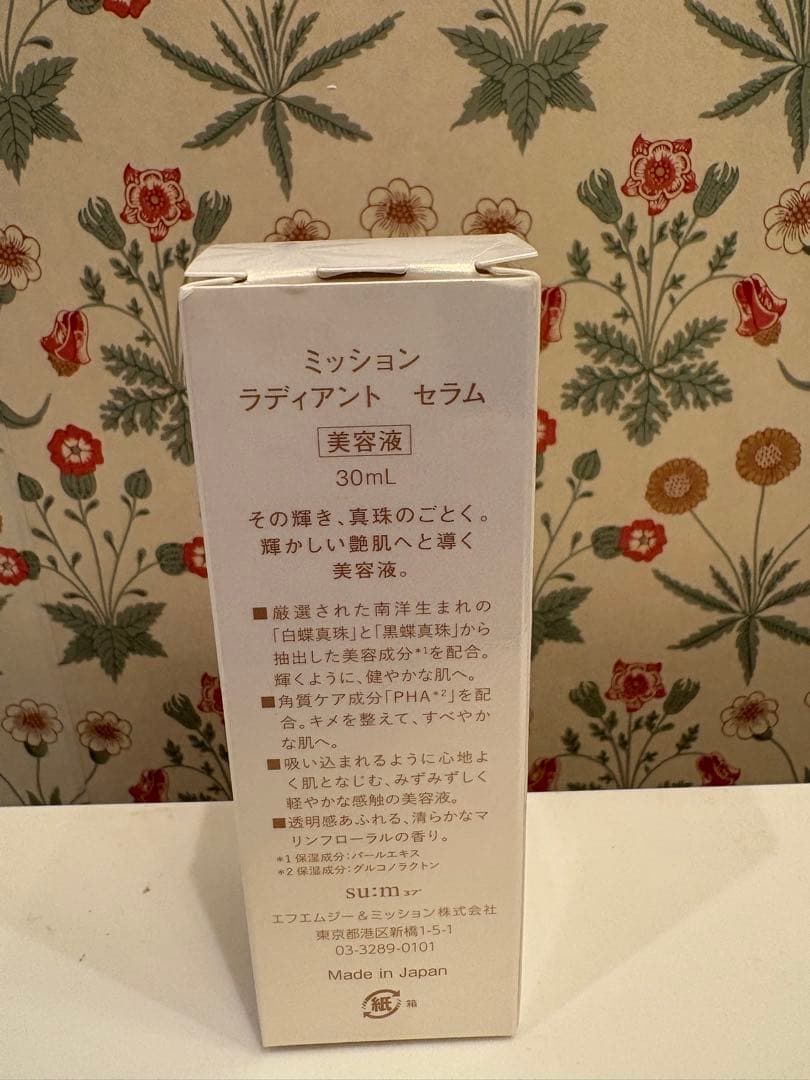 ミッション
ラディアント　セラム
美容液
30mL
その輝き、真珠のごとく。
輝かしい艶肌へと導く
美容液。
■厳選された南洋生まれの
「白蝶真珠」と「黒蝶真珠」から
抽出した美容成分*1を配合。
輝くように、健やかな肌へ。
■角質ケア成分「PHA*2」を配
合。キメを整えて、すべやか
な肌へ。
■吸い込まれるように心地よ
く肌となじむ、みずみずしく
軽やかな感触の美容液。
■透明感あふれる、清らかなマ
リンフローラルの香り。
*1 保湿成分：パールエキス
*2 保湿成分：グルコノラクトン
su:m37°
エフエムジー＆ミッション株式会社
東京都港区新橋1-5-1
03-3289-0101
Made in Japan
紙 箱